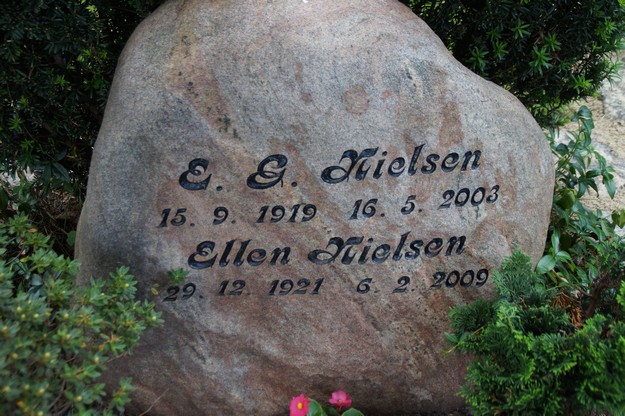 E. G. Nielsen
15. 9. 1919 16. 5. 2003
Ellen Nielsen
29. 12. 1921 6. 2. 2009